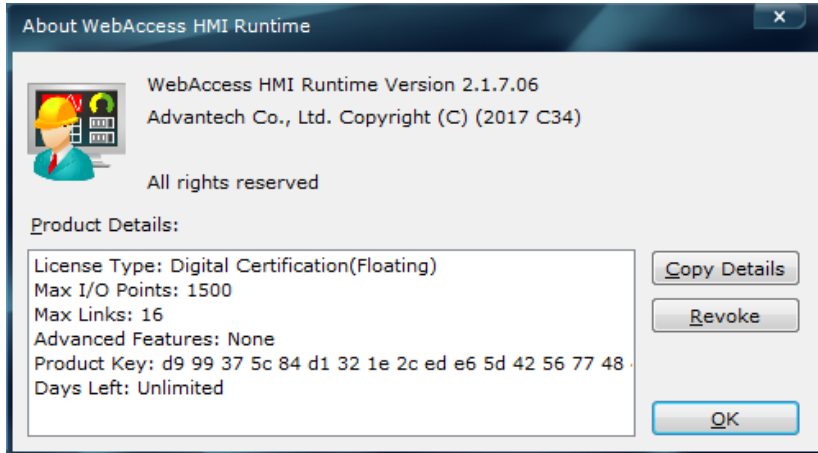 About WebAccess HMI Runtime
WebAccess HMI Runtime Version 2.1.7.06
Advantech Co., Ltd. Copyright (C) (2017 C34)
All rights reserved
Product Details:
License Type: Digital Certification(Floating)
Max I/O Points: 1500
Max Links: 16
Advanced Features: None
Product Key: d9 99 37 5c 84 d1 32 1e 2c ed e6 5d 42 56 77 48
Days Left: Unlimited
Copy Details
Revoke
OK